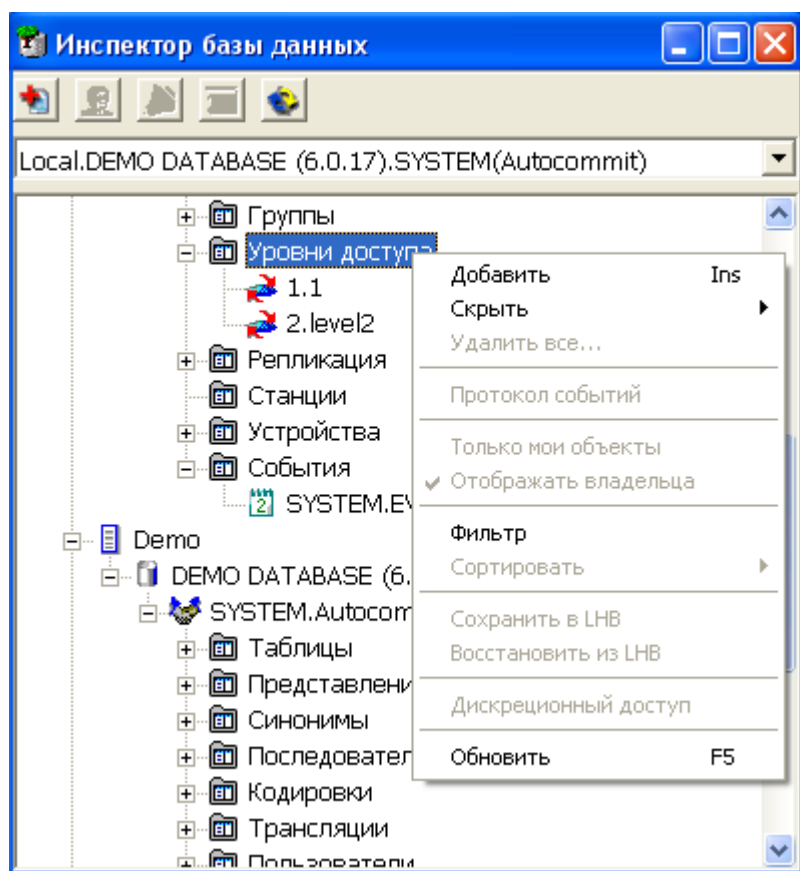 Инспектор базы данных
Local.DEMO DATABASE (6.0.17).SYSTEM(Autocommit)
Группы
Уровни доступа
1.1
2.level2
Репликация
Станции
Устройства
События
SYSTEM.EV
Demo
DEMO DATABASE (6.
SYSTEM.Autocom
Таблицы
Представлени
Синонимы
Последовател
Кодировки
Трансляции
Пользователи
Добавить Ins
Скрыть
Удалить все...
Протокол событий
Только мои объекты
Отображать владельца
Фильтр
Сортировать
Сохранить в LHB
Восстановить из LHB
Дискреционный доступ
Обновить F5